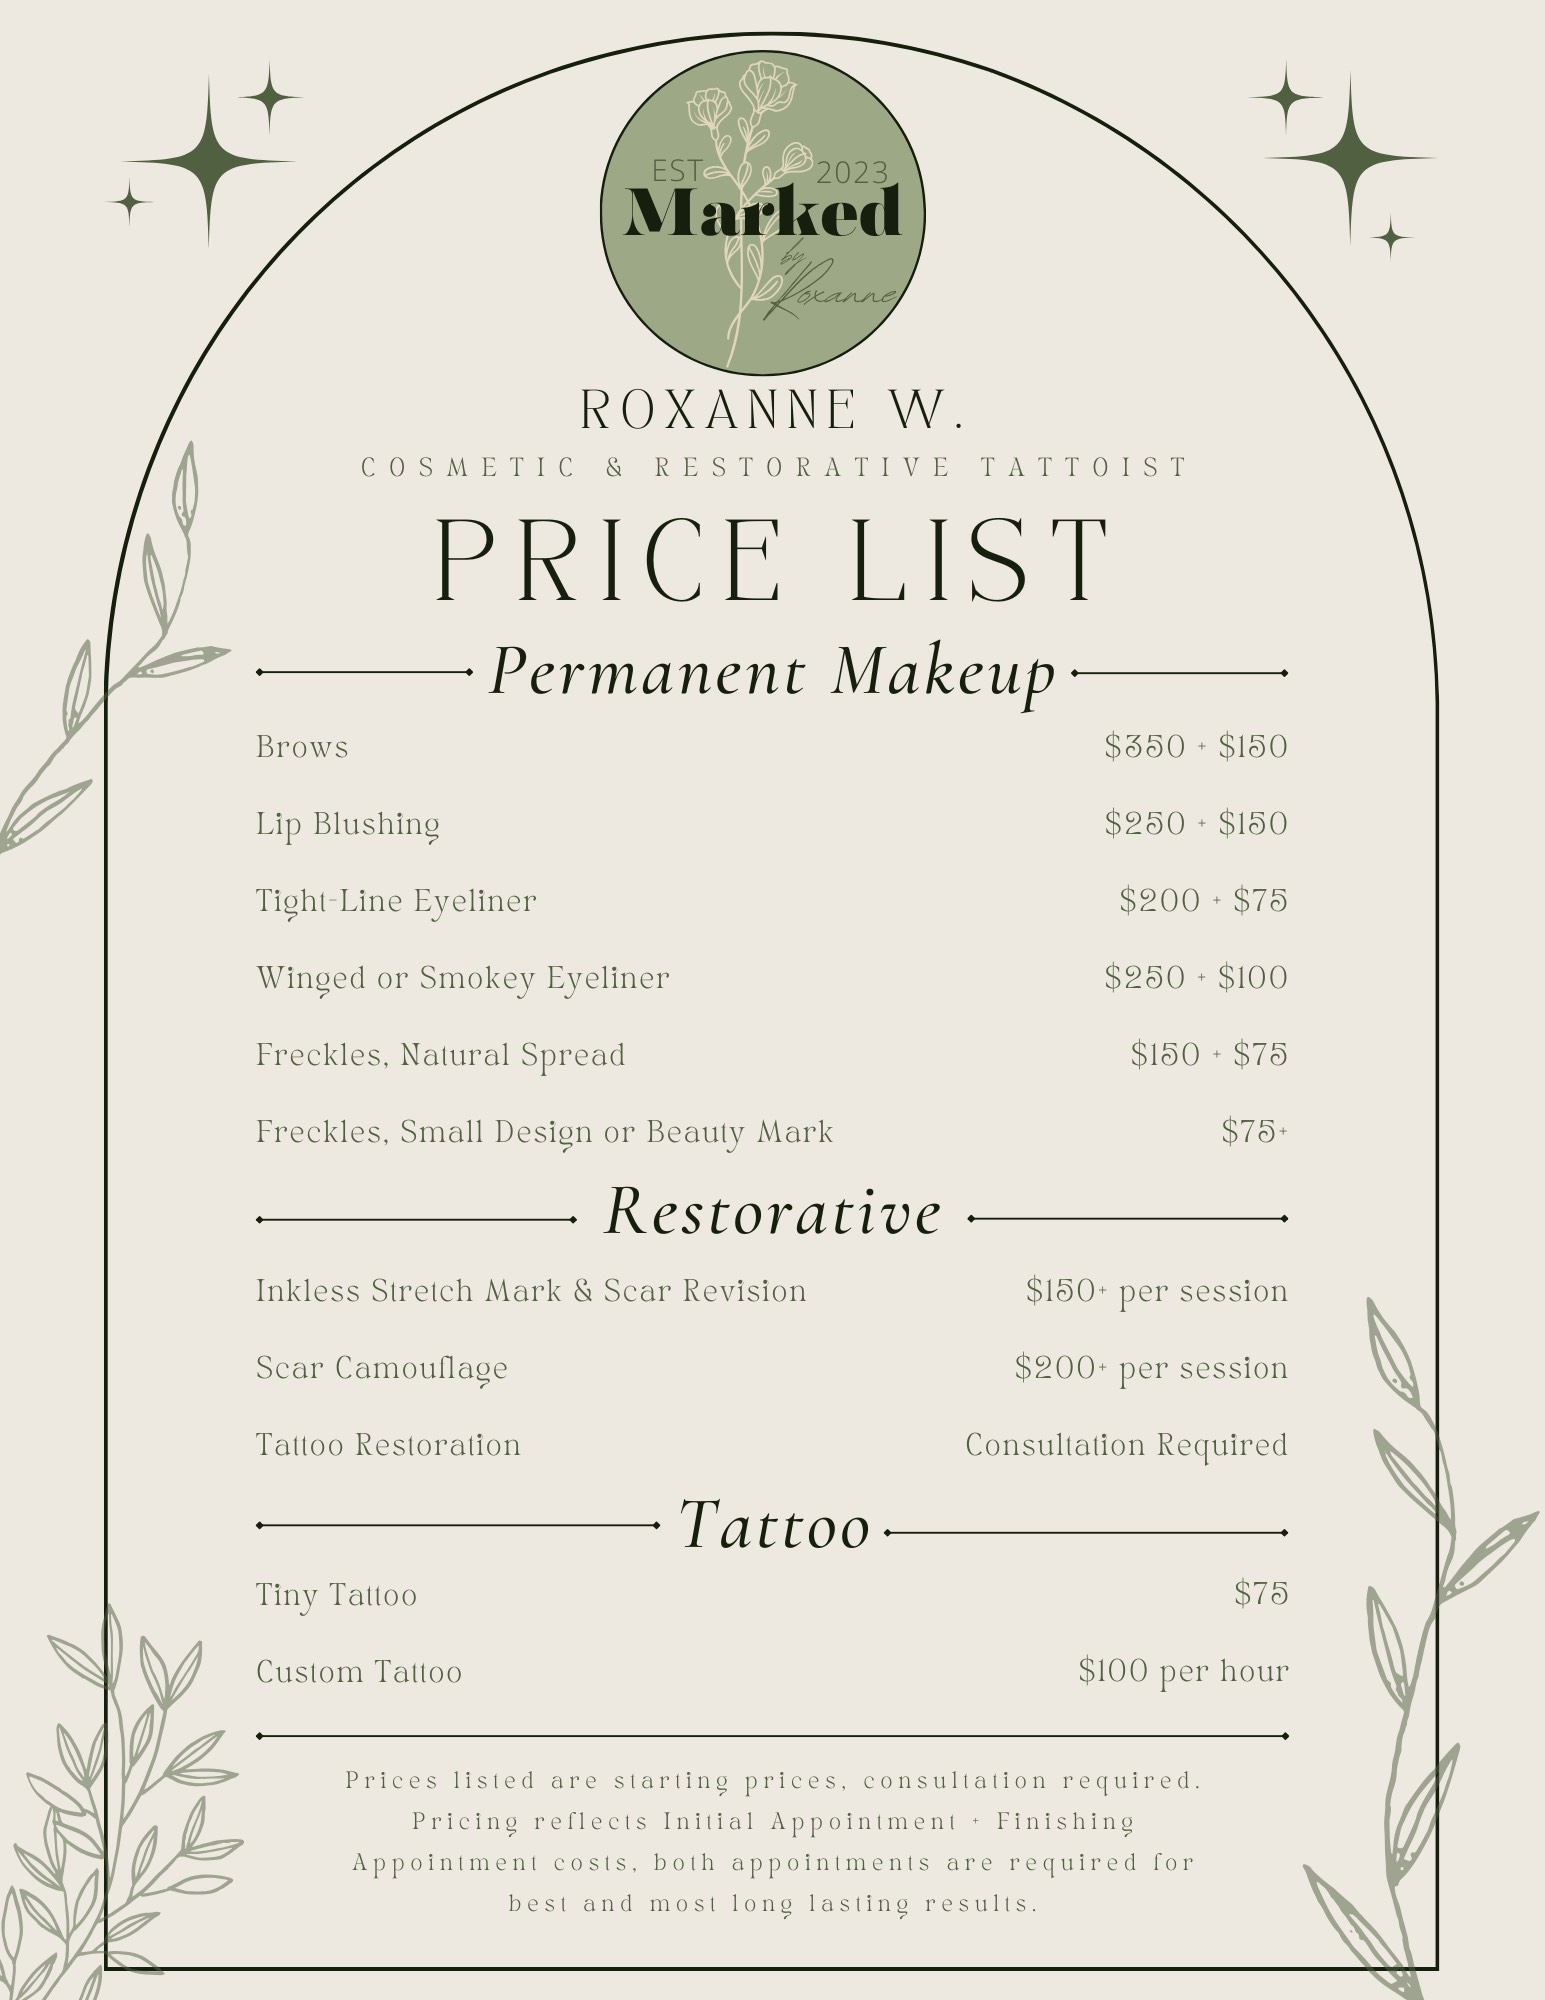 EST 2023
Marked
by
Roxanne
ROXANNE W.
COSMETIC & RESTORATIVE TATTOIST
PRICE LIST
Permanent Makeup
Brows $350 + $150
Lip Blushing $250 + $150
Tight-Line Eyeliner $200 + $75
Winged or Smokey Eyeliner $250 + $100
Freckles, Natural Spread $150 + $75
Freckles, Small Design or Beauty Mark $75+
Restorative
Inkless Stretch Mark & Scar Revision $150+ per session
Scar Camouflage $200+ per session
Tattoo Restoration Consultation Required
Tattoo
Tiny Tattoo $75
Custom Tattoo $100 per hour
Prices listed are starting prices, consultation required.
Pricing reflects Initial Appointment + Finishing
Appointment costs, both appointments are required for
best and most long lasting results.